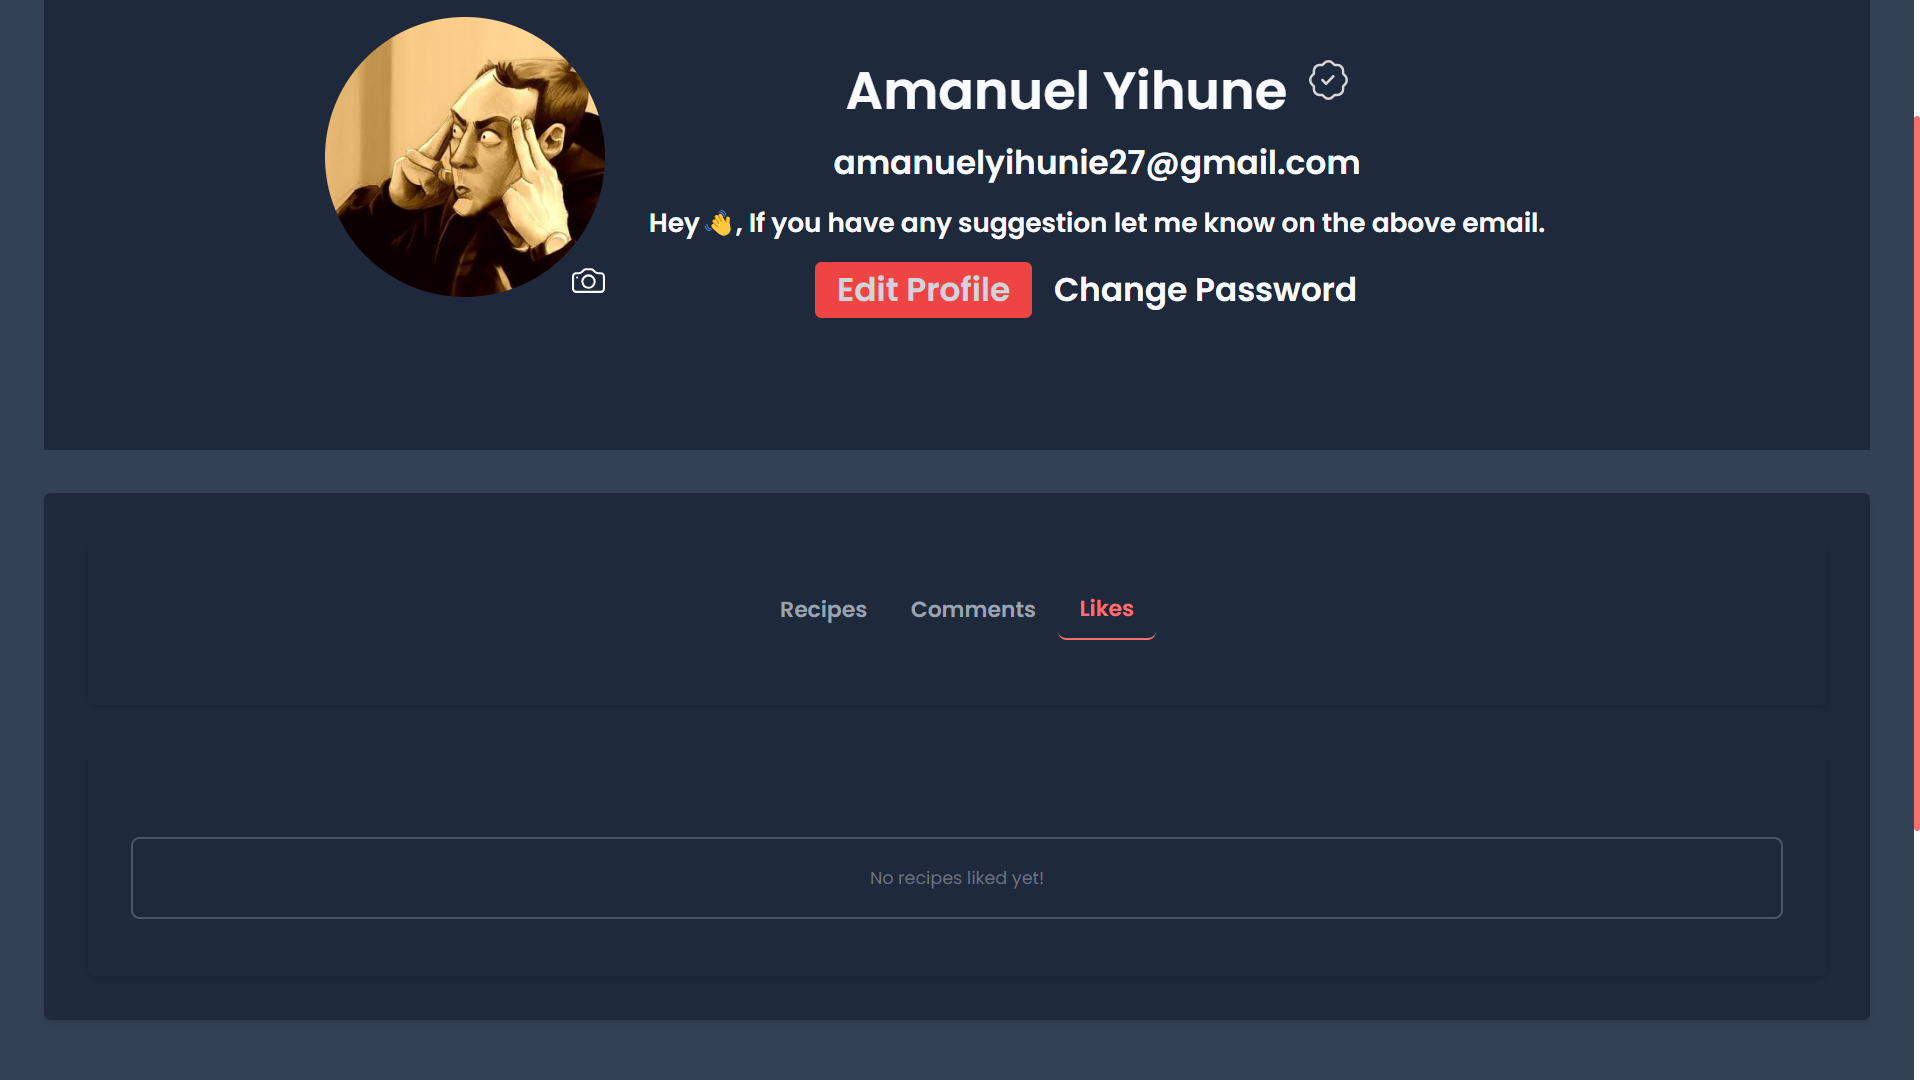 Amanuel Yihune
amanuelyihunie27@gmail.com
Hey 👋, If you have any suggestion let me know on the above email.
Edit Profile Change Password
Recipes Comments Likes
No recipes liked yet!